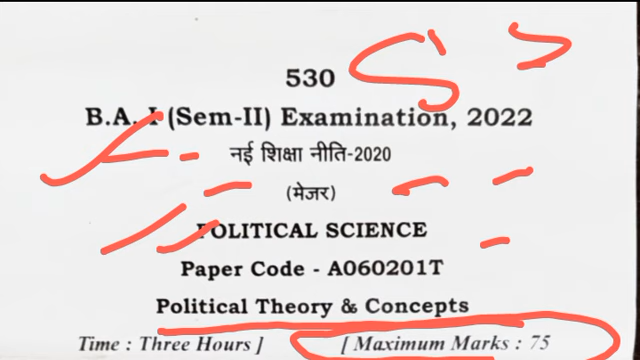 530
B.A. I (Sem-II) Examination, 2022
नई शिक्षा नीति-2020
(मेजर)
POLITICAL SCIENCE
Paper Code - A060201T
Political Theory & Concepts
Time : Three Hours ] [ Maximum Marks : 75